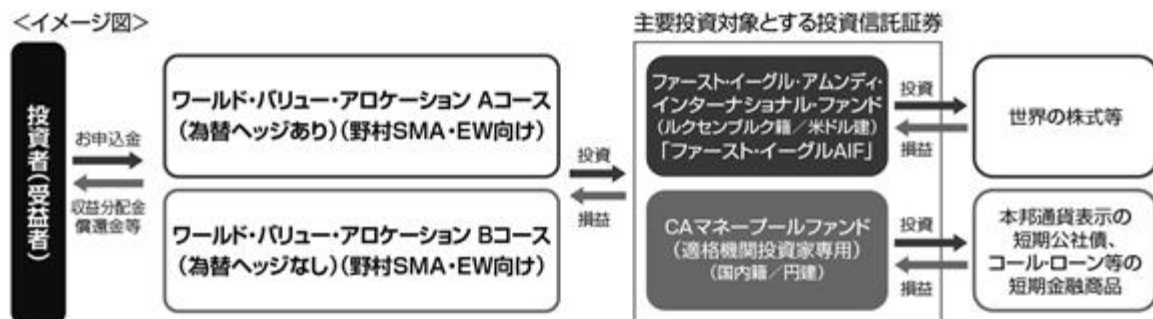 <イメージ図>
主要投資対象とする投資信託証券
投資者(受益者)
お申込金
収益分配金
償還金等
ワールド・バリュー・アロケーション Aコース
(為替ヘッジあり)(野村SMA・EW向け)
ワールド・バリュー・アロケーション Bコース
(為替ヘッジなし)(野村SMA・EW向け)
投資
損益
ファースト・イーグル・アムンディ・
インターナショナル・ファンド
(ルクセンブルク籍/米ドル建)
「ファースト・イーグルAIF」
投資
損益
世界の株式等
CAマネープールファンド
(適格機関投資家専用)
(国内籍/円建)
投資
損益
本邦通貨表示の
短期公社債、
コール・ローン等の
短期金融商品